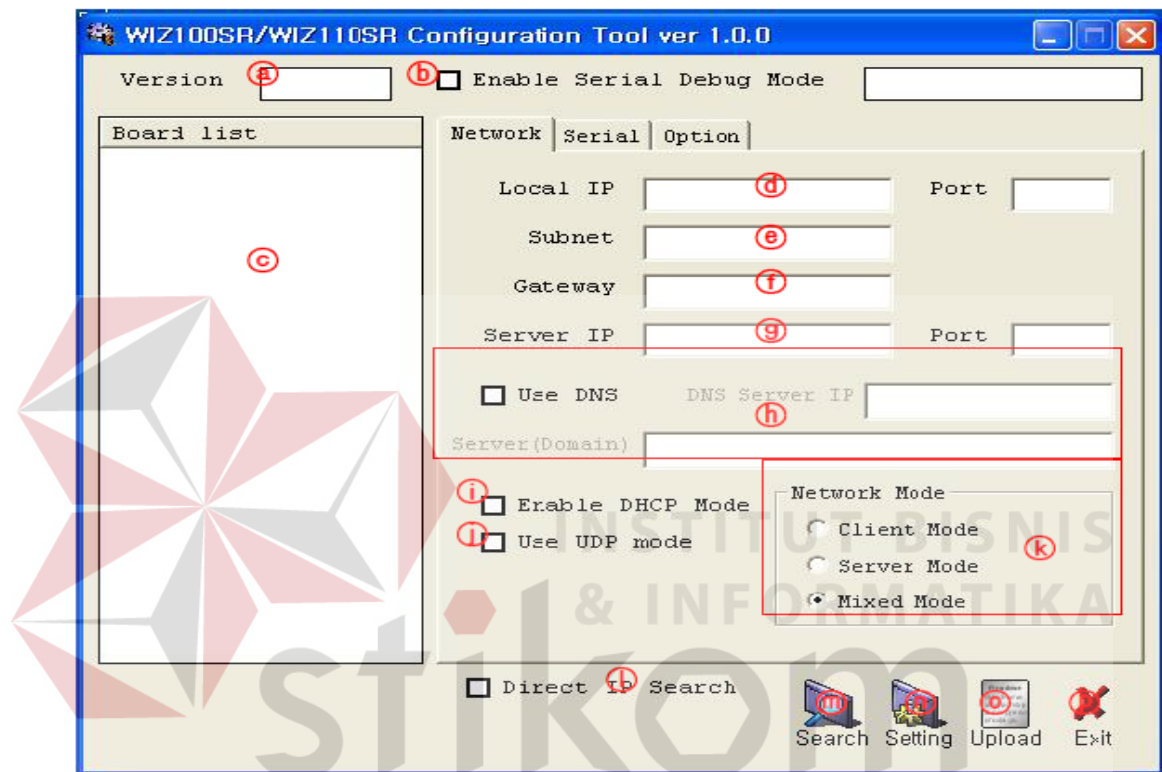 WIZ100SR/WIZ110SR Configuration Tool ver 1.0.0
Version ⓐ ⓑ Enable Serial Debug Mode
Board list
ⓒ
Network Serial Option
Local IP ⓓ Port
Subnet ⓔ
Gateway ⓕ
Server IP ⓖ Port
Use DNS DNS Server IP
ⓗ
Server(Domain)
ⓘ Enable DHCP Mode
ⓙ Use UDP mode
Network Mode
Client Mode
Server Mode
Mixed Mode
ⓚ
INSTITUT BISNIS
& INFORMATIKA
stikom
Direct IP Search
ⓛ
ⓜ ⓝ ⓞ ⓟ
Search Setting Upload Exit